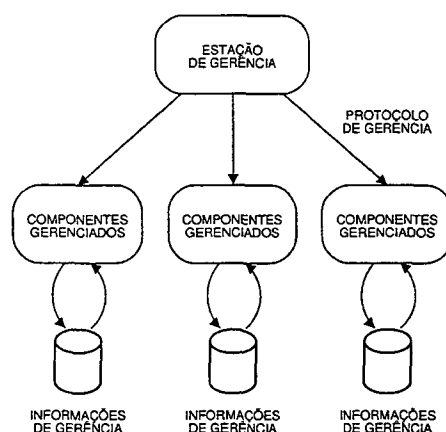 ESTAÇÃO
DE GERÊNCIA
PROTOCOLO
DE GERÊNCIA
COMPONENTES
GERENCIADOS
COMPONENTES
GERENCIADOS
COMPONENTES
GERENCIADOS
INFORMAÇÕES
DE GERÊNCIA
INFORMAÇÕES
DE GERÊNCIA
INFORMAÇÕES
DE GERÊNCIA